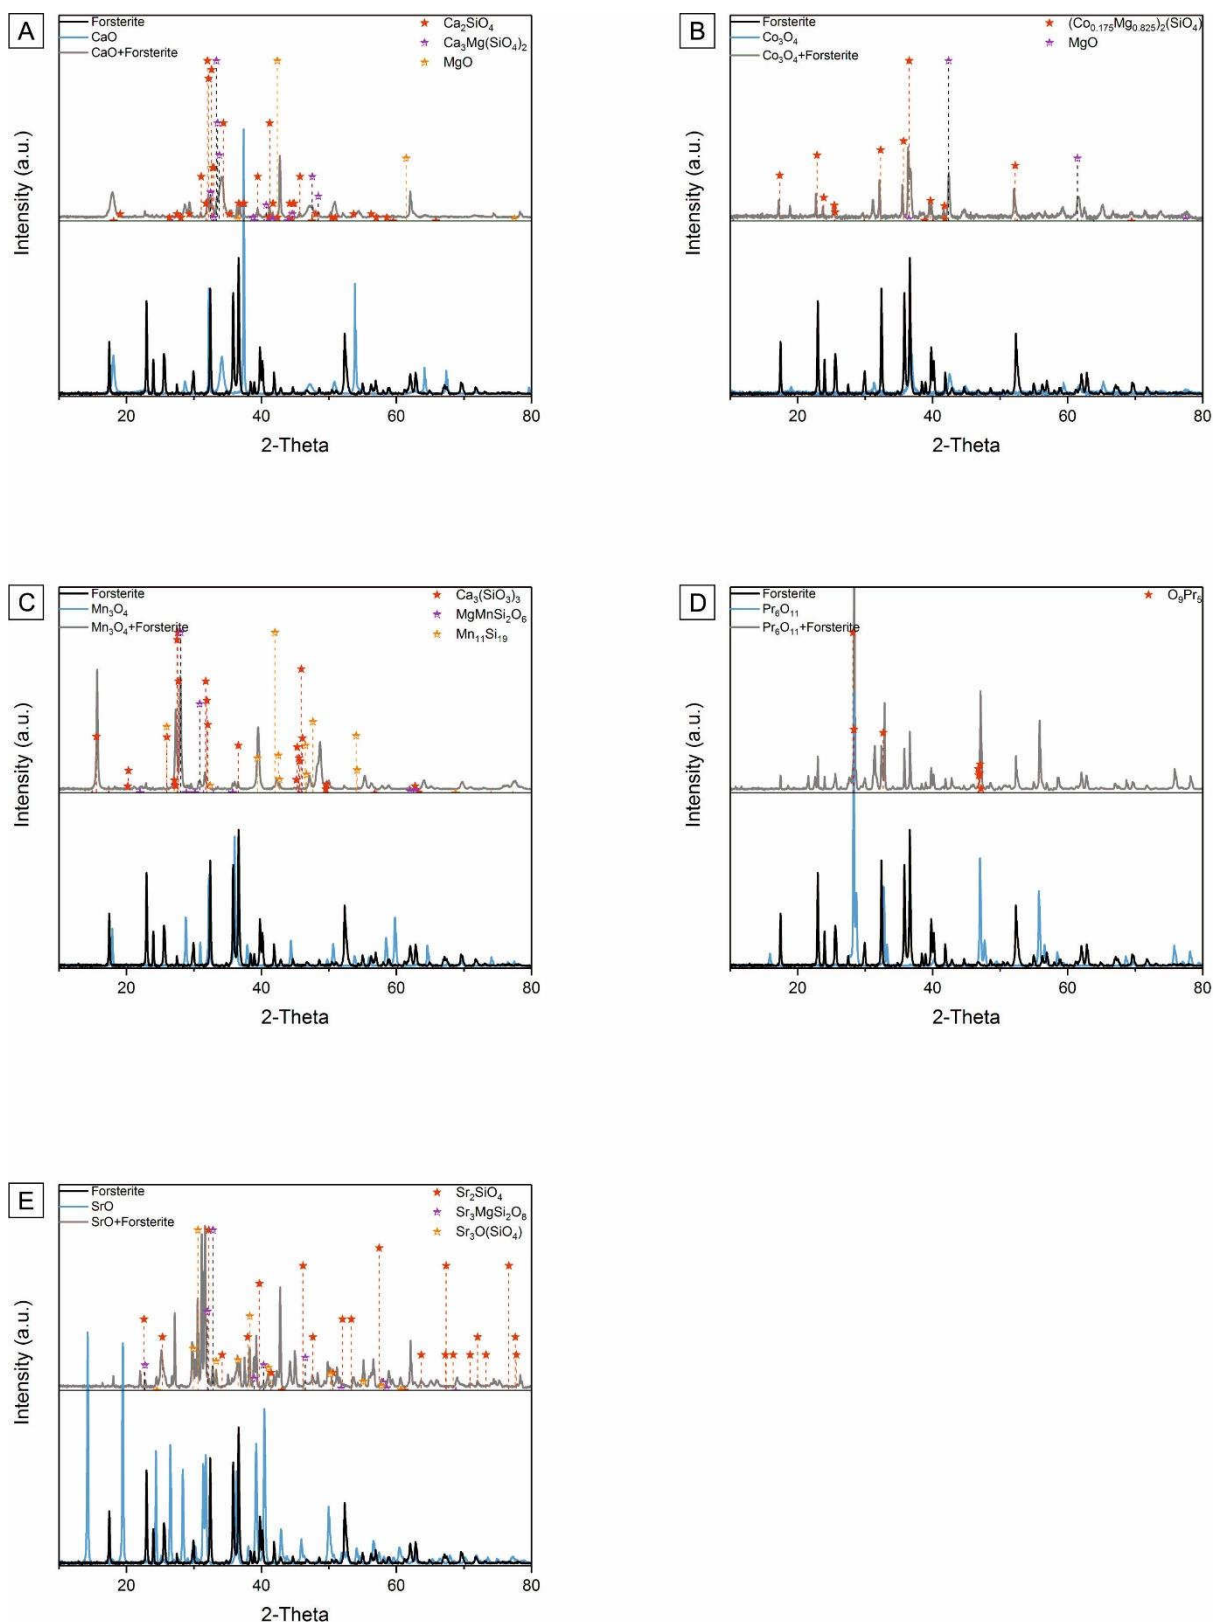 A
Forsterite
CaO
CaO+Forsterite
Ca₂SiO₄
Ca₃Mg(SiO₄)₂
MgO
Intensity (a.u.)
20 40 60 80
2-Theta
B
Forsterite
Co₃O₄
Co₃O₄+Forsterite
(Co₀.₁₇₅Mg₀.₈₂₅)₂(SiO₄)
MgO
Intensity (a.u.)
20 40 60 80
2-Theta
C
Forsterite
Mn₃O₄
Mn₃O₄+Forsterite
Ca₃(SiO₃)₃
MgMnSi₂O₆
Mn₁₁Si₁₉
Intensity (a.u.)
20 40 60 80
2-Theta
D
Forsterite
Pr₆O₁₁
Pr₆O₁₁+Forsterite
O₉Pr₅
Intensity (a.u.)
20 40 60 80
2-Theta
E
Forsterite
SrO
SrO+Forsterite
Sr₂SiO₄
Sr₃MgSi₂O₈
Sr₃O(SiO₄)
Intensity (a.u.)
20 40 60 80
2-Theta